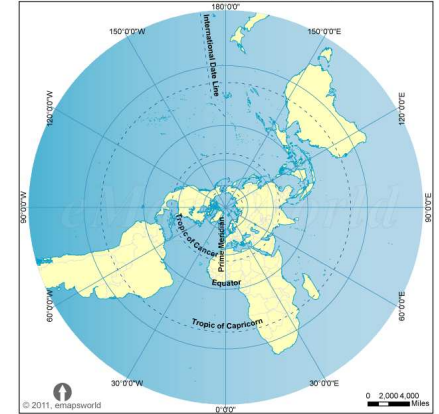 180°0'0"
150°0'0"W
150°0'0"E
International Date Line
120°0'0"W
120°0'0"E
90°0'0"W
90°0'0"E
Tropic of Cancer
Prime Meridian
Equator
60°0'0"W
60°0'0"E
Tropic of Capricorn
30°0'0"W
30°0'0"E
0°0'0"
0 2,000 4,000
Miles
© 2011, emapsworld